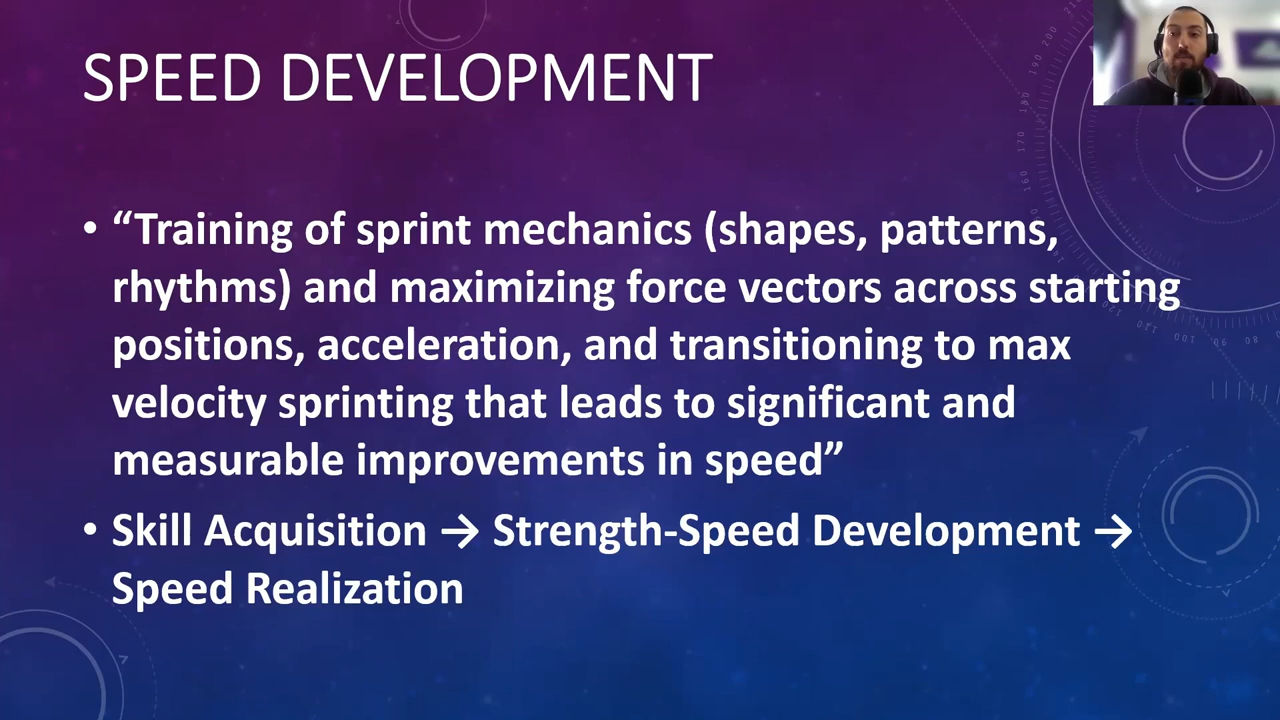 SPEED DEVELOPMENT
• “Training of sprint mechanics (shapes, patterns,
rhythms) and maximizing force vectors across starting
positions, acceleration, and transitioning to max
velocity sprinting that leads to significant and
measurable improvements in speed”
• Skill Acquisition → Strength-Speed Development →
Speed Realization